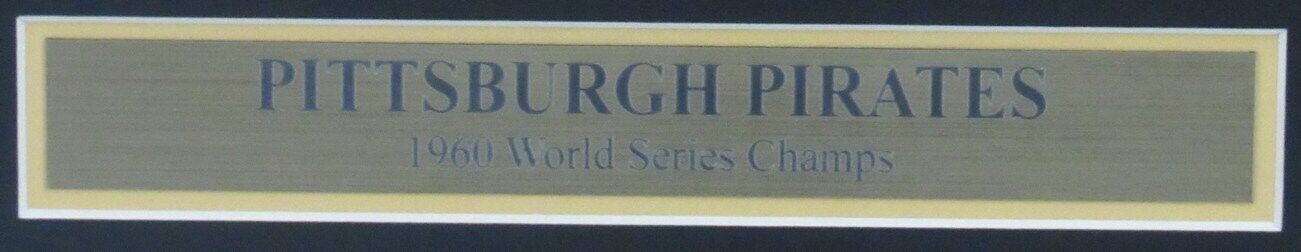 PITTSBURGH PIRATES
1960 World Series Champs